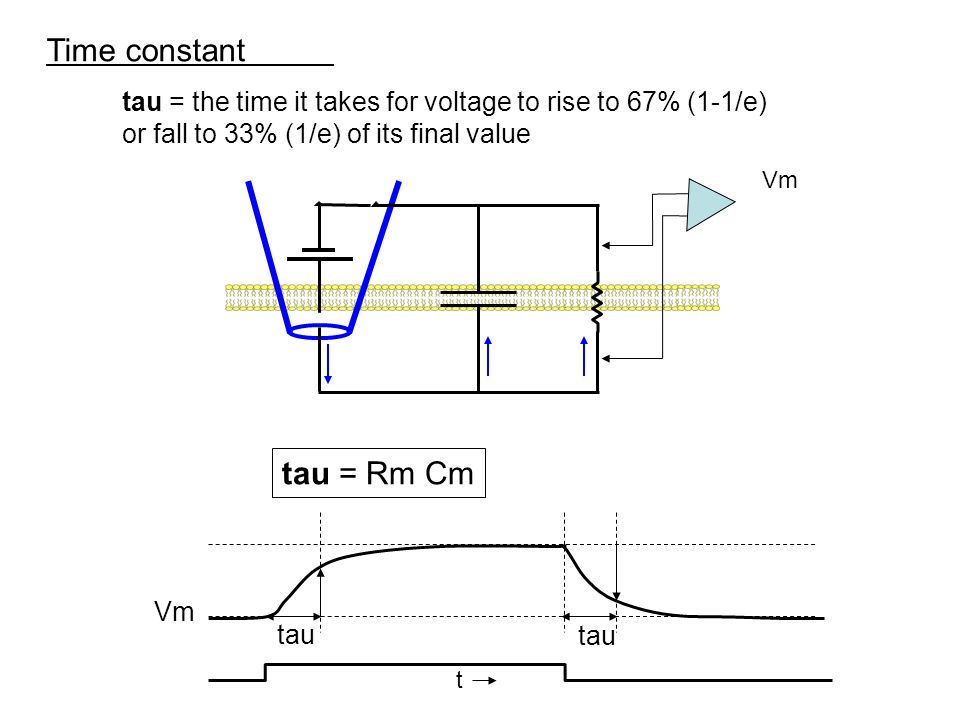 Time constant
tau = the time it takes for voltage to rise to 67% (1-1/e)
or fall to 33% (1/e) of its final value
Vm
tau = Rm Cm
Vm
tau
tau
t